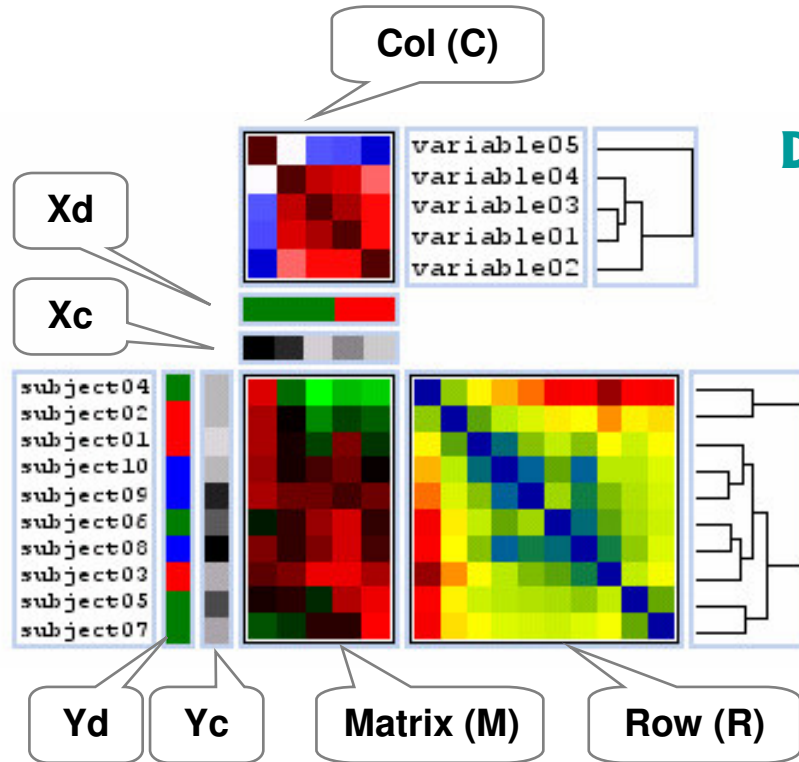 Col (C)
variable05
variable04
variable03
variable01
variable02
D
Xd
Xc
subject04
subject02
subject01
subject10
subject09
subject06
subject08
subject03
subject05
subject07
Yd
Yc
Matrix (M)
Row (R)